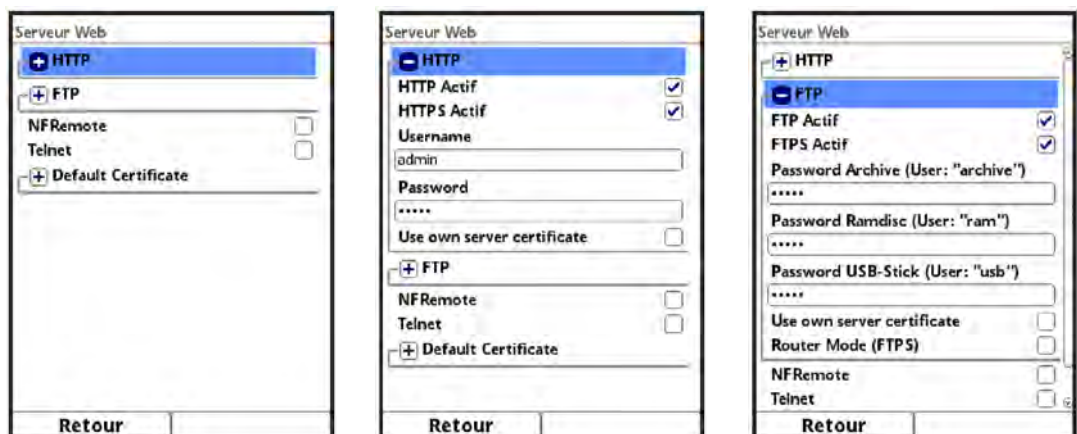 Serveur Web
HTTP
FTP
NFRemote
Telnet
Default Certificate
Retour
Serveur Web
HTTP
HTTP Actif
HTTPS Actif
Username
admin
Password
•••••
Use own server certificate
FTP
NFRemote
Telnet
Default Certificate
Retour
Serveur Web
HTTP
FTP
FTP Actif
FTPS Actif
Password Archive (User: "archive")
•••••
Password Ramdisc (User: "ram")
•••••
Password USB-Stick (User: "usb")
•••••
Use own server certificate
Router Mode (FTPS)
NFRemote
Telnet
Retour